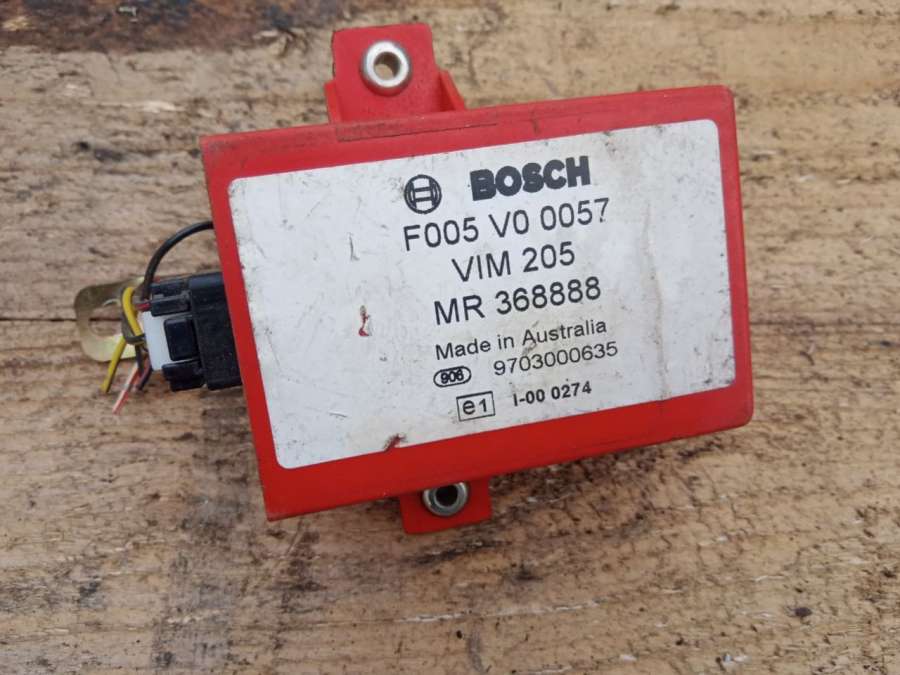 BOSCH
F005 V0 0057
VIM 205
MR 368888
Made in Australia
906 9703000635
e1 I-00 0274